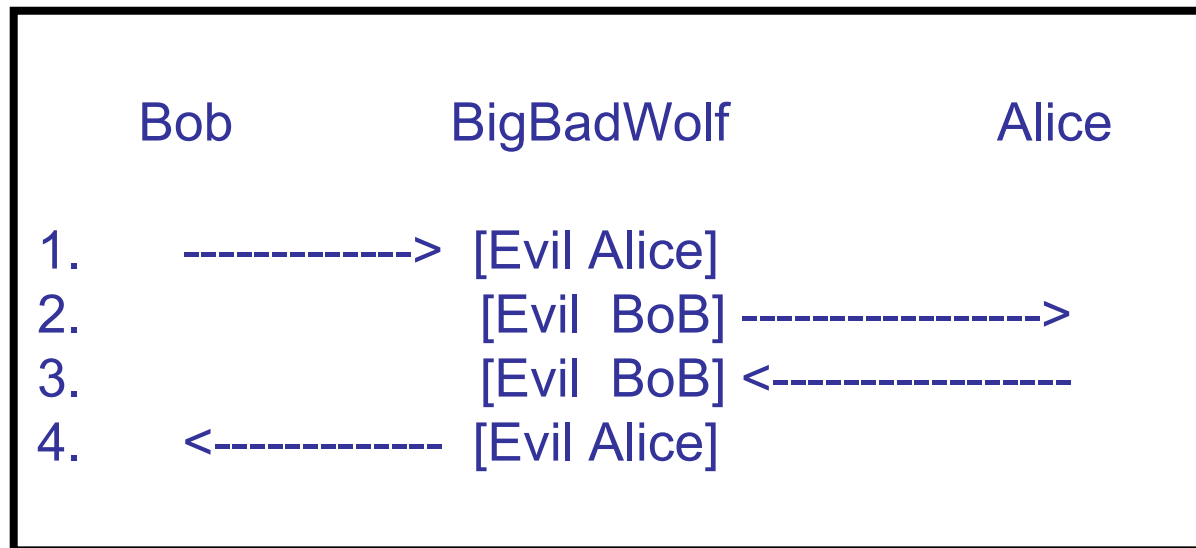 Bob BigBadWolf Alice
1. -------------> [Evil Alice]
2. [Evil  BoB] ----------------->
3. [Evil  BoB] <-----------------
4. <------------- [Evil Alice]